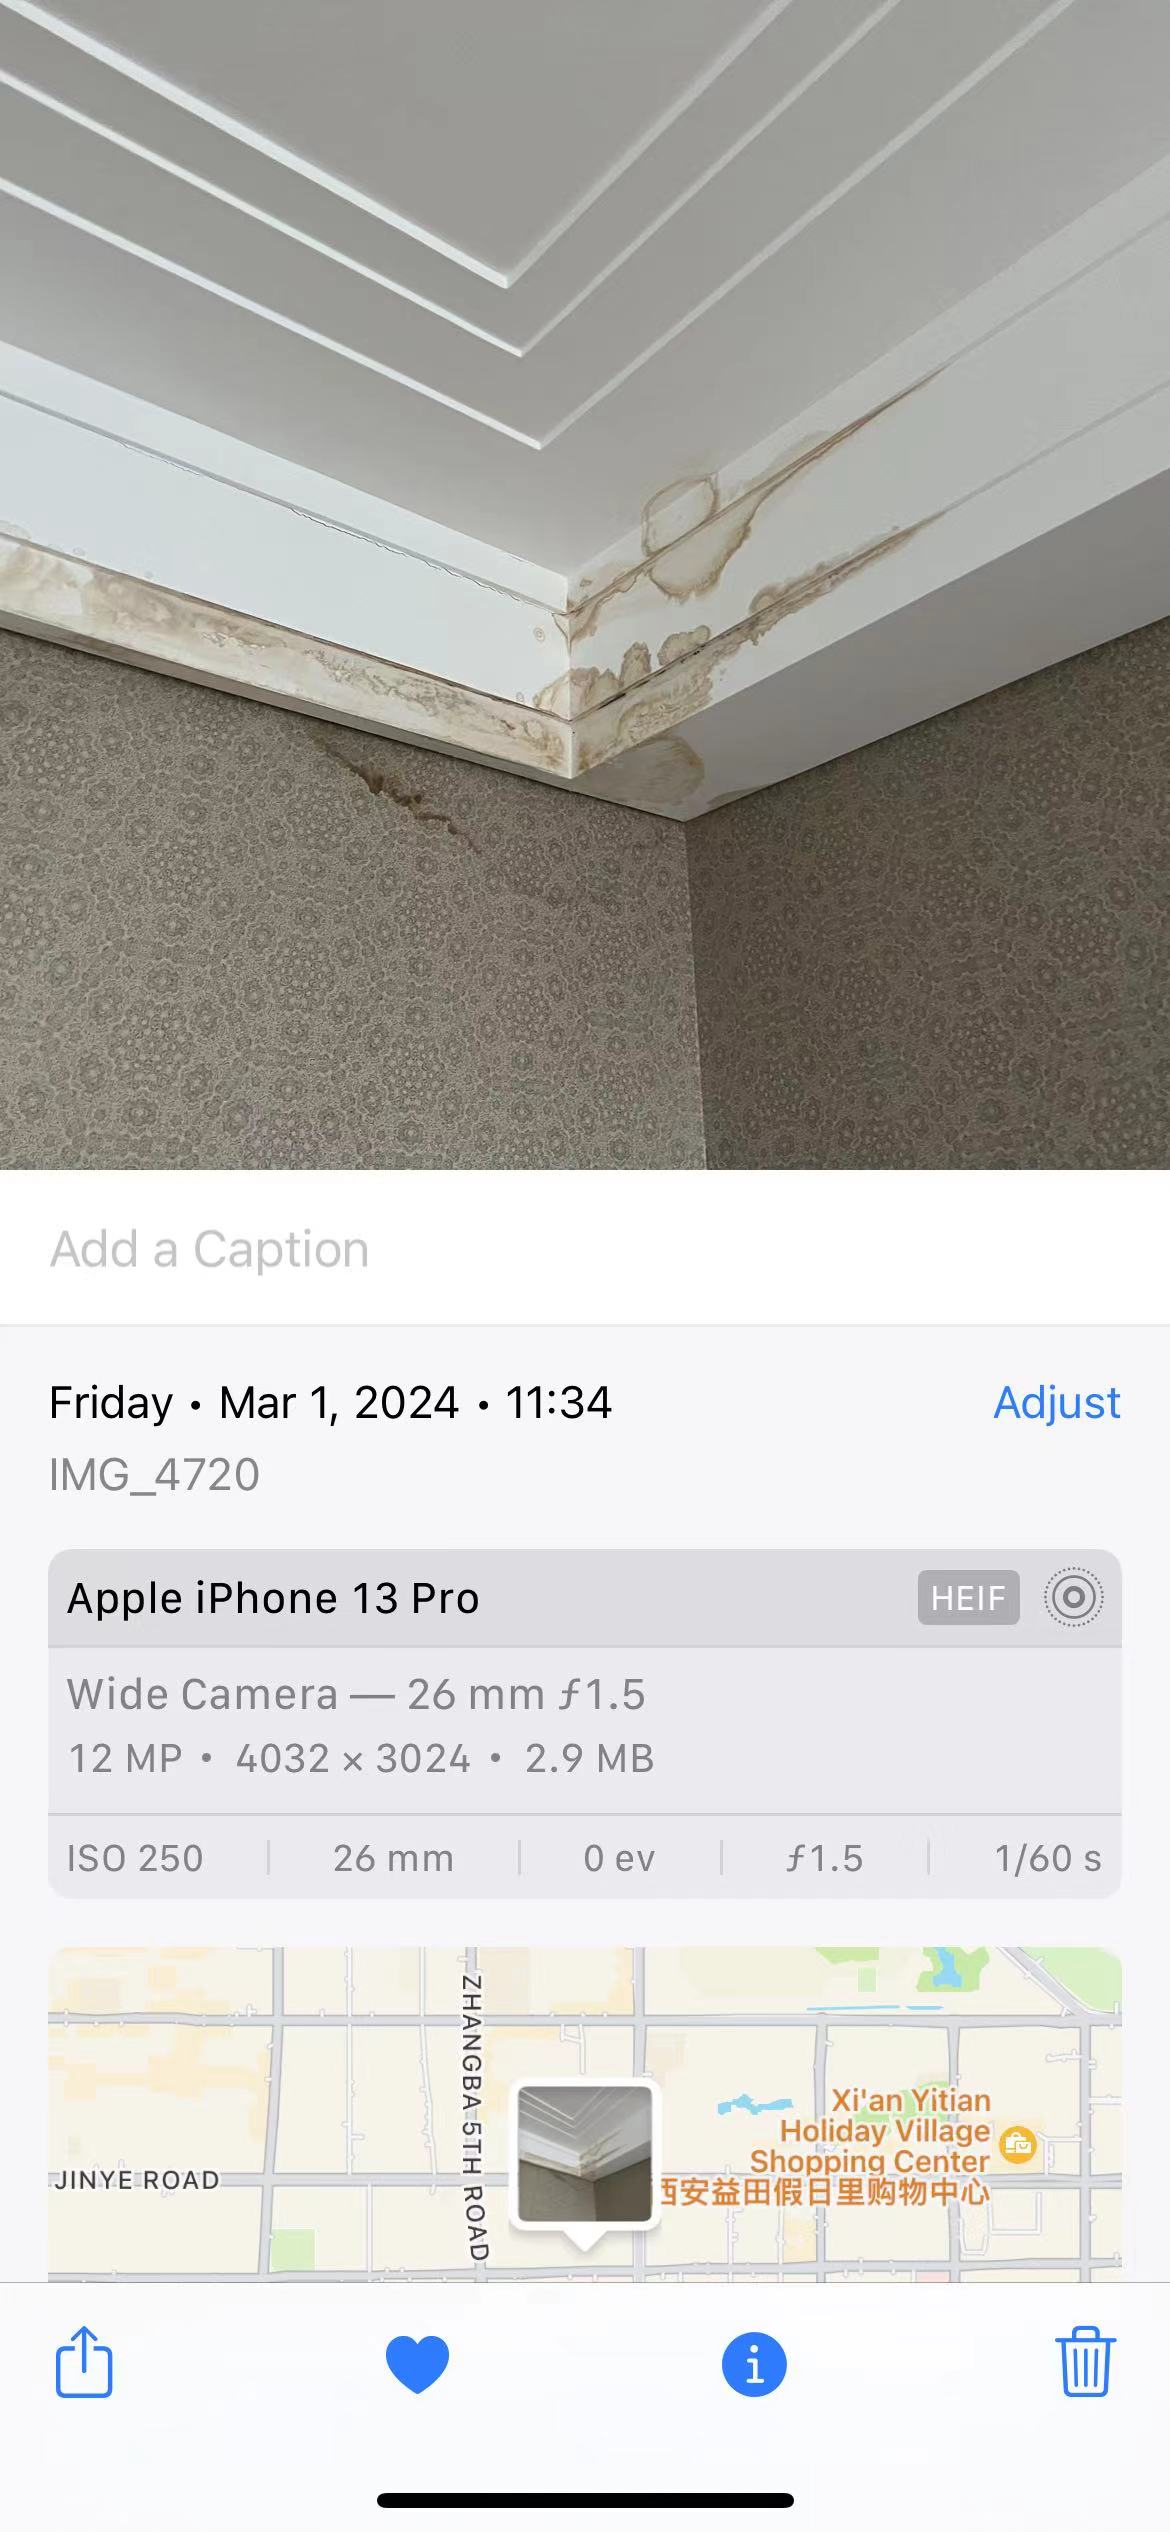 Add a Caption
Friday • Mar 1, 2024 • 11:34
Adjust
IMG_4720
Apple iPhone 13 Pro
HEIF
Wide Camera — 26 mm ƒ1.5
12 MP • 4032 × 3024 • 2.9 MB
ISO 250
26 mm
0 ev
ƒ1.5
1/60 s
ZHANGBA 5TH ROAD
Xi'an Yitian
Holiday Village
Shopping Center
西安益田假日里购物中心
JINYE ROAD